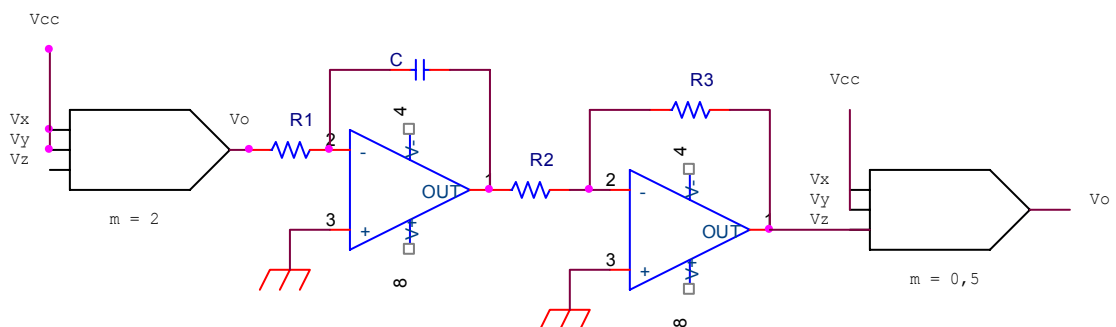 Vcc
C
R3
Vcc
4
Vx
Vy
Vz
Vo
R1
2
-
V-
OUT
1
R2
4
3
+
V+
8
m = 2
2
-
V-
OUT
1
3
+
V+
8
Vx
Vy
Vz
Vo
m = 0,5